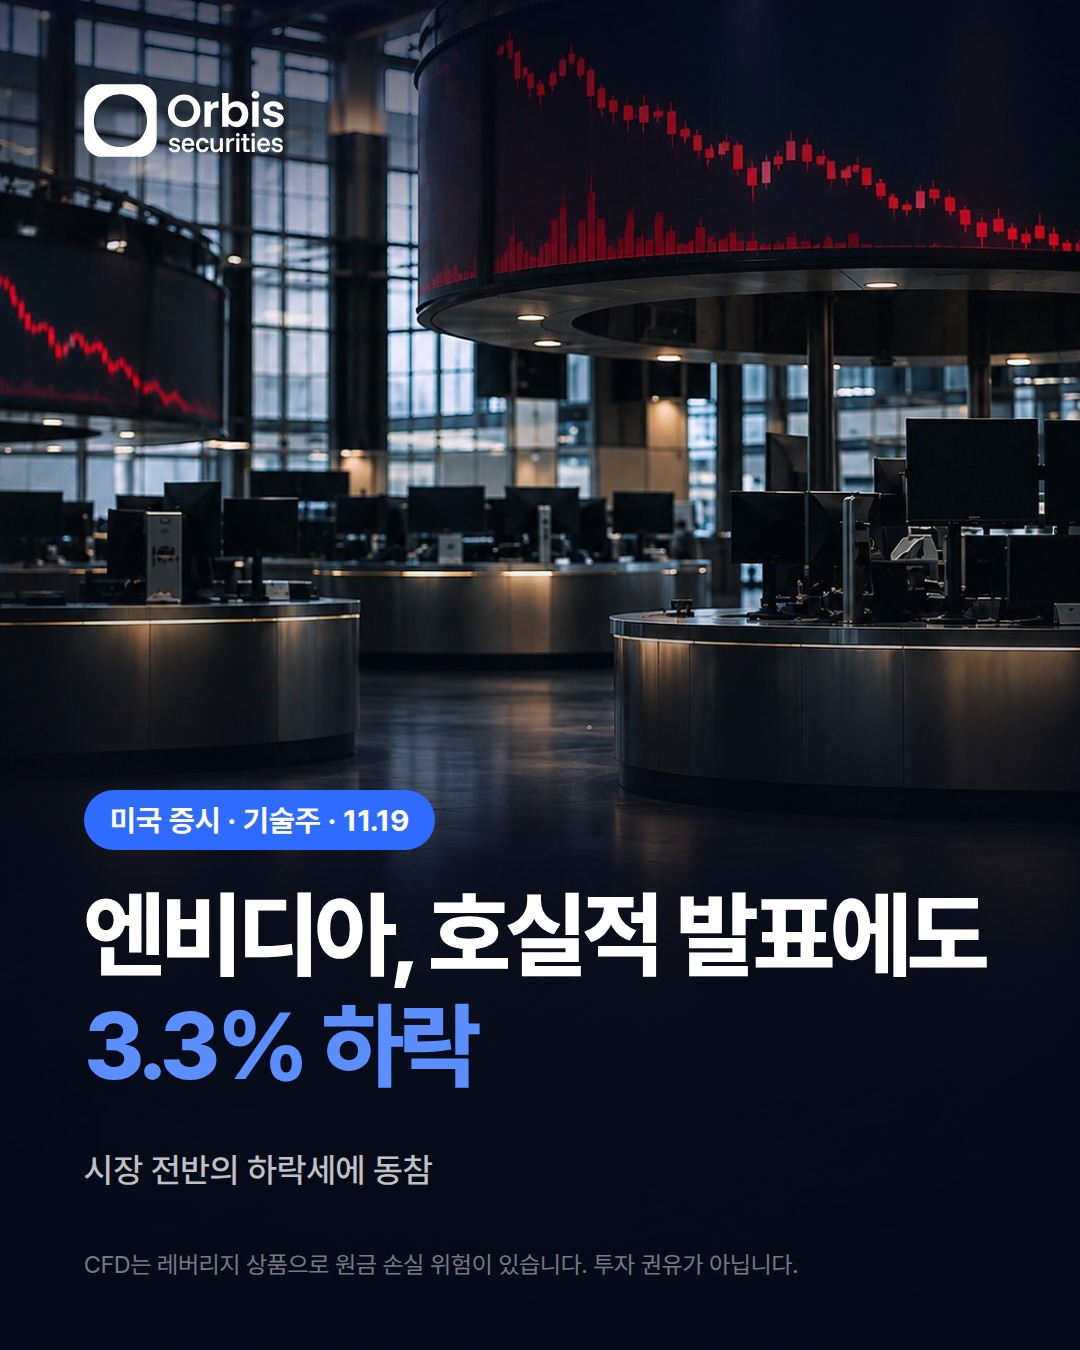 Orbis
securities
미국 증시 · 기술주 · 11.19
엔비디아, 호실적 발표에도
3.3% 하락
시장 전반의 하락세에 동참
CFD는 레버리지 상품으로 원금 손실 위험이 있습니다. 투자 권유가 아닙니다.